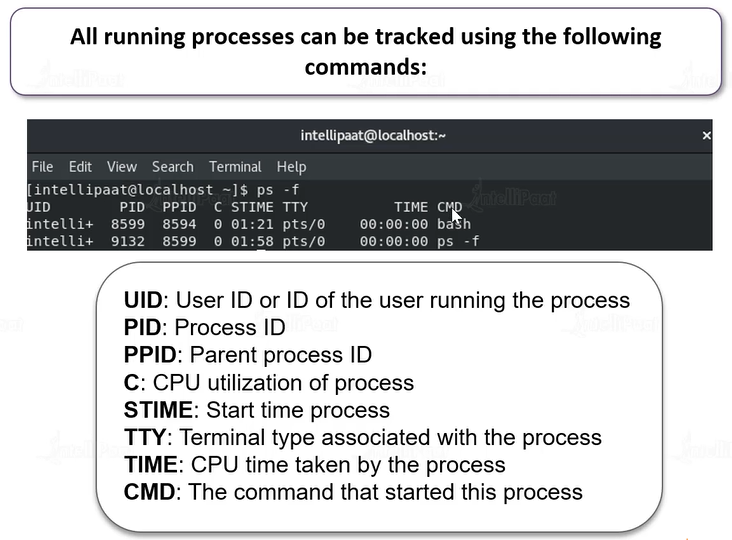 All running processes can be tracked using the following
commands:
intellipaat@localhost:~ ×
File Edit View Search Terminal Help
[intellipaat@localhost ~]$ ps -f
UID PID PPID C STIME TTY TIME CMD
intelli+ 8599 8594 0 01:21 pts/0 00:00:00 bash
intelli+ 9132 8599 0 01:58 pts/0 00:00:00 ps -f
UID: User ID or ID of the user running the process
PID: Process ID
PPID: Parent process ID
C: CPU utilization of process
STIME: Start time process
TTY: Terminal type associated with the process
TIME: CPU time taken by the process
CMD: The command that started this process